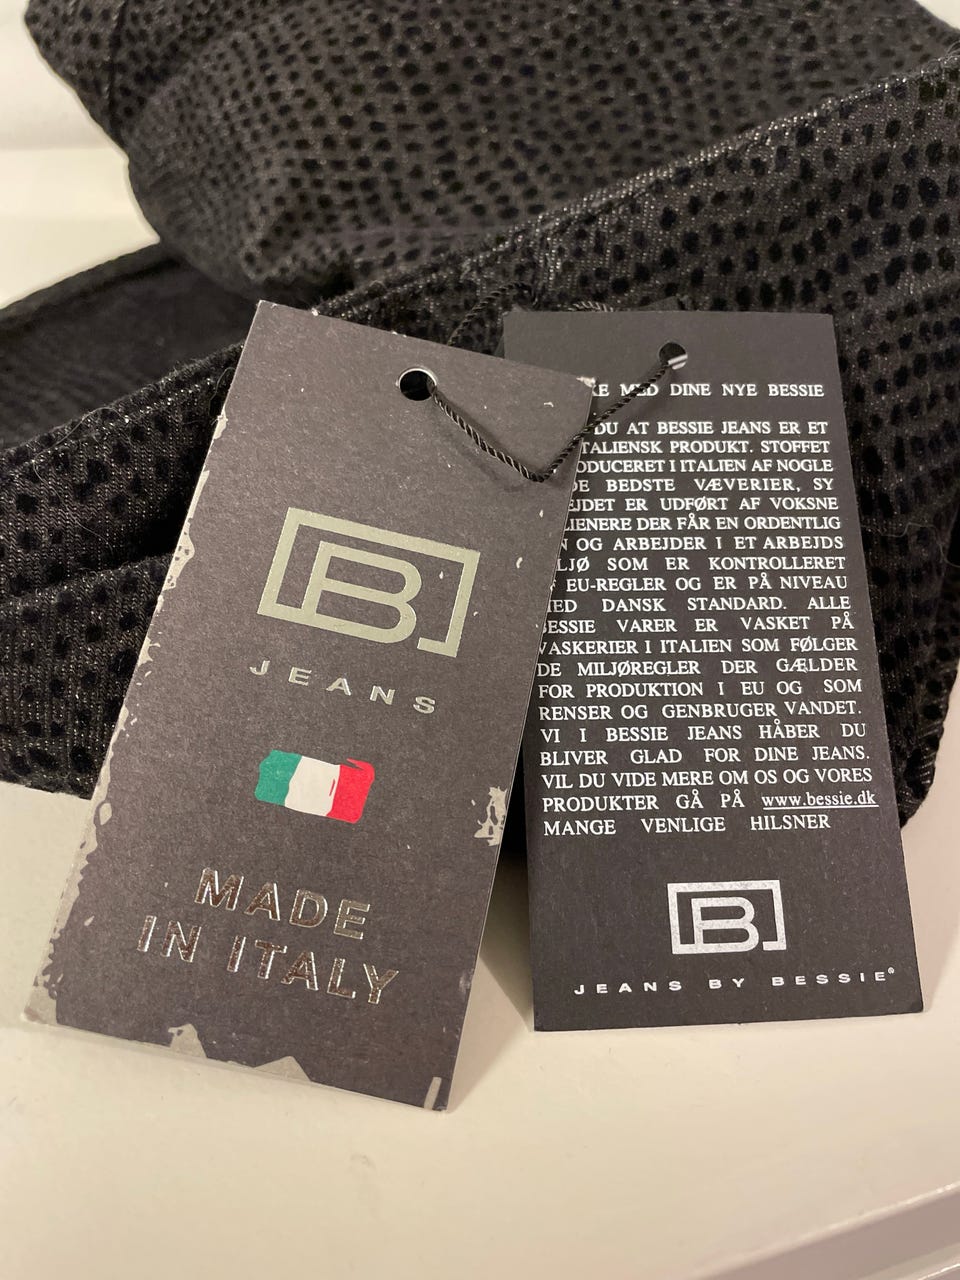 B
JEANS
MADE
IN ITALY
MED DINE NYE BESSIE
DU AT BESSIE JEANS ER ET
PRODUKT. STOFFET
I ITALIEN AF NOGLE
BEDSTE VÆVERIER, SY
ER UDFØRT AF VOKSNE
DER FÅR EN ORDENTLIG
OG ARBEJDER I ET ARBEJDS
SOM ER KONTROLLERET
EU-REGLER OG ER PÅ NIVEAU
MED DANSK STANDARD. ALLE
BESSIE VARER ER VASKET PÅ
VASKERIER I ITALIEN SOM FØLGER
DE MILJØREGLER DER GÆLDER
FOR PRODUKTION I EU OG SOM
RENSER OG GENBRUGER VANDET.
VI I BESSIE JEANS HÅBER DU
BLIVER GLAD FOR DINE JEANS.
VIL DU VIDE MERE OM OS OG VORES
PRODUKTER GÅ PÅ www.bessie.dk
MANGE VENLIGE HILSNER
B
JEANS BY BESSIE®